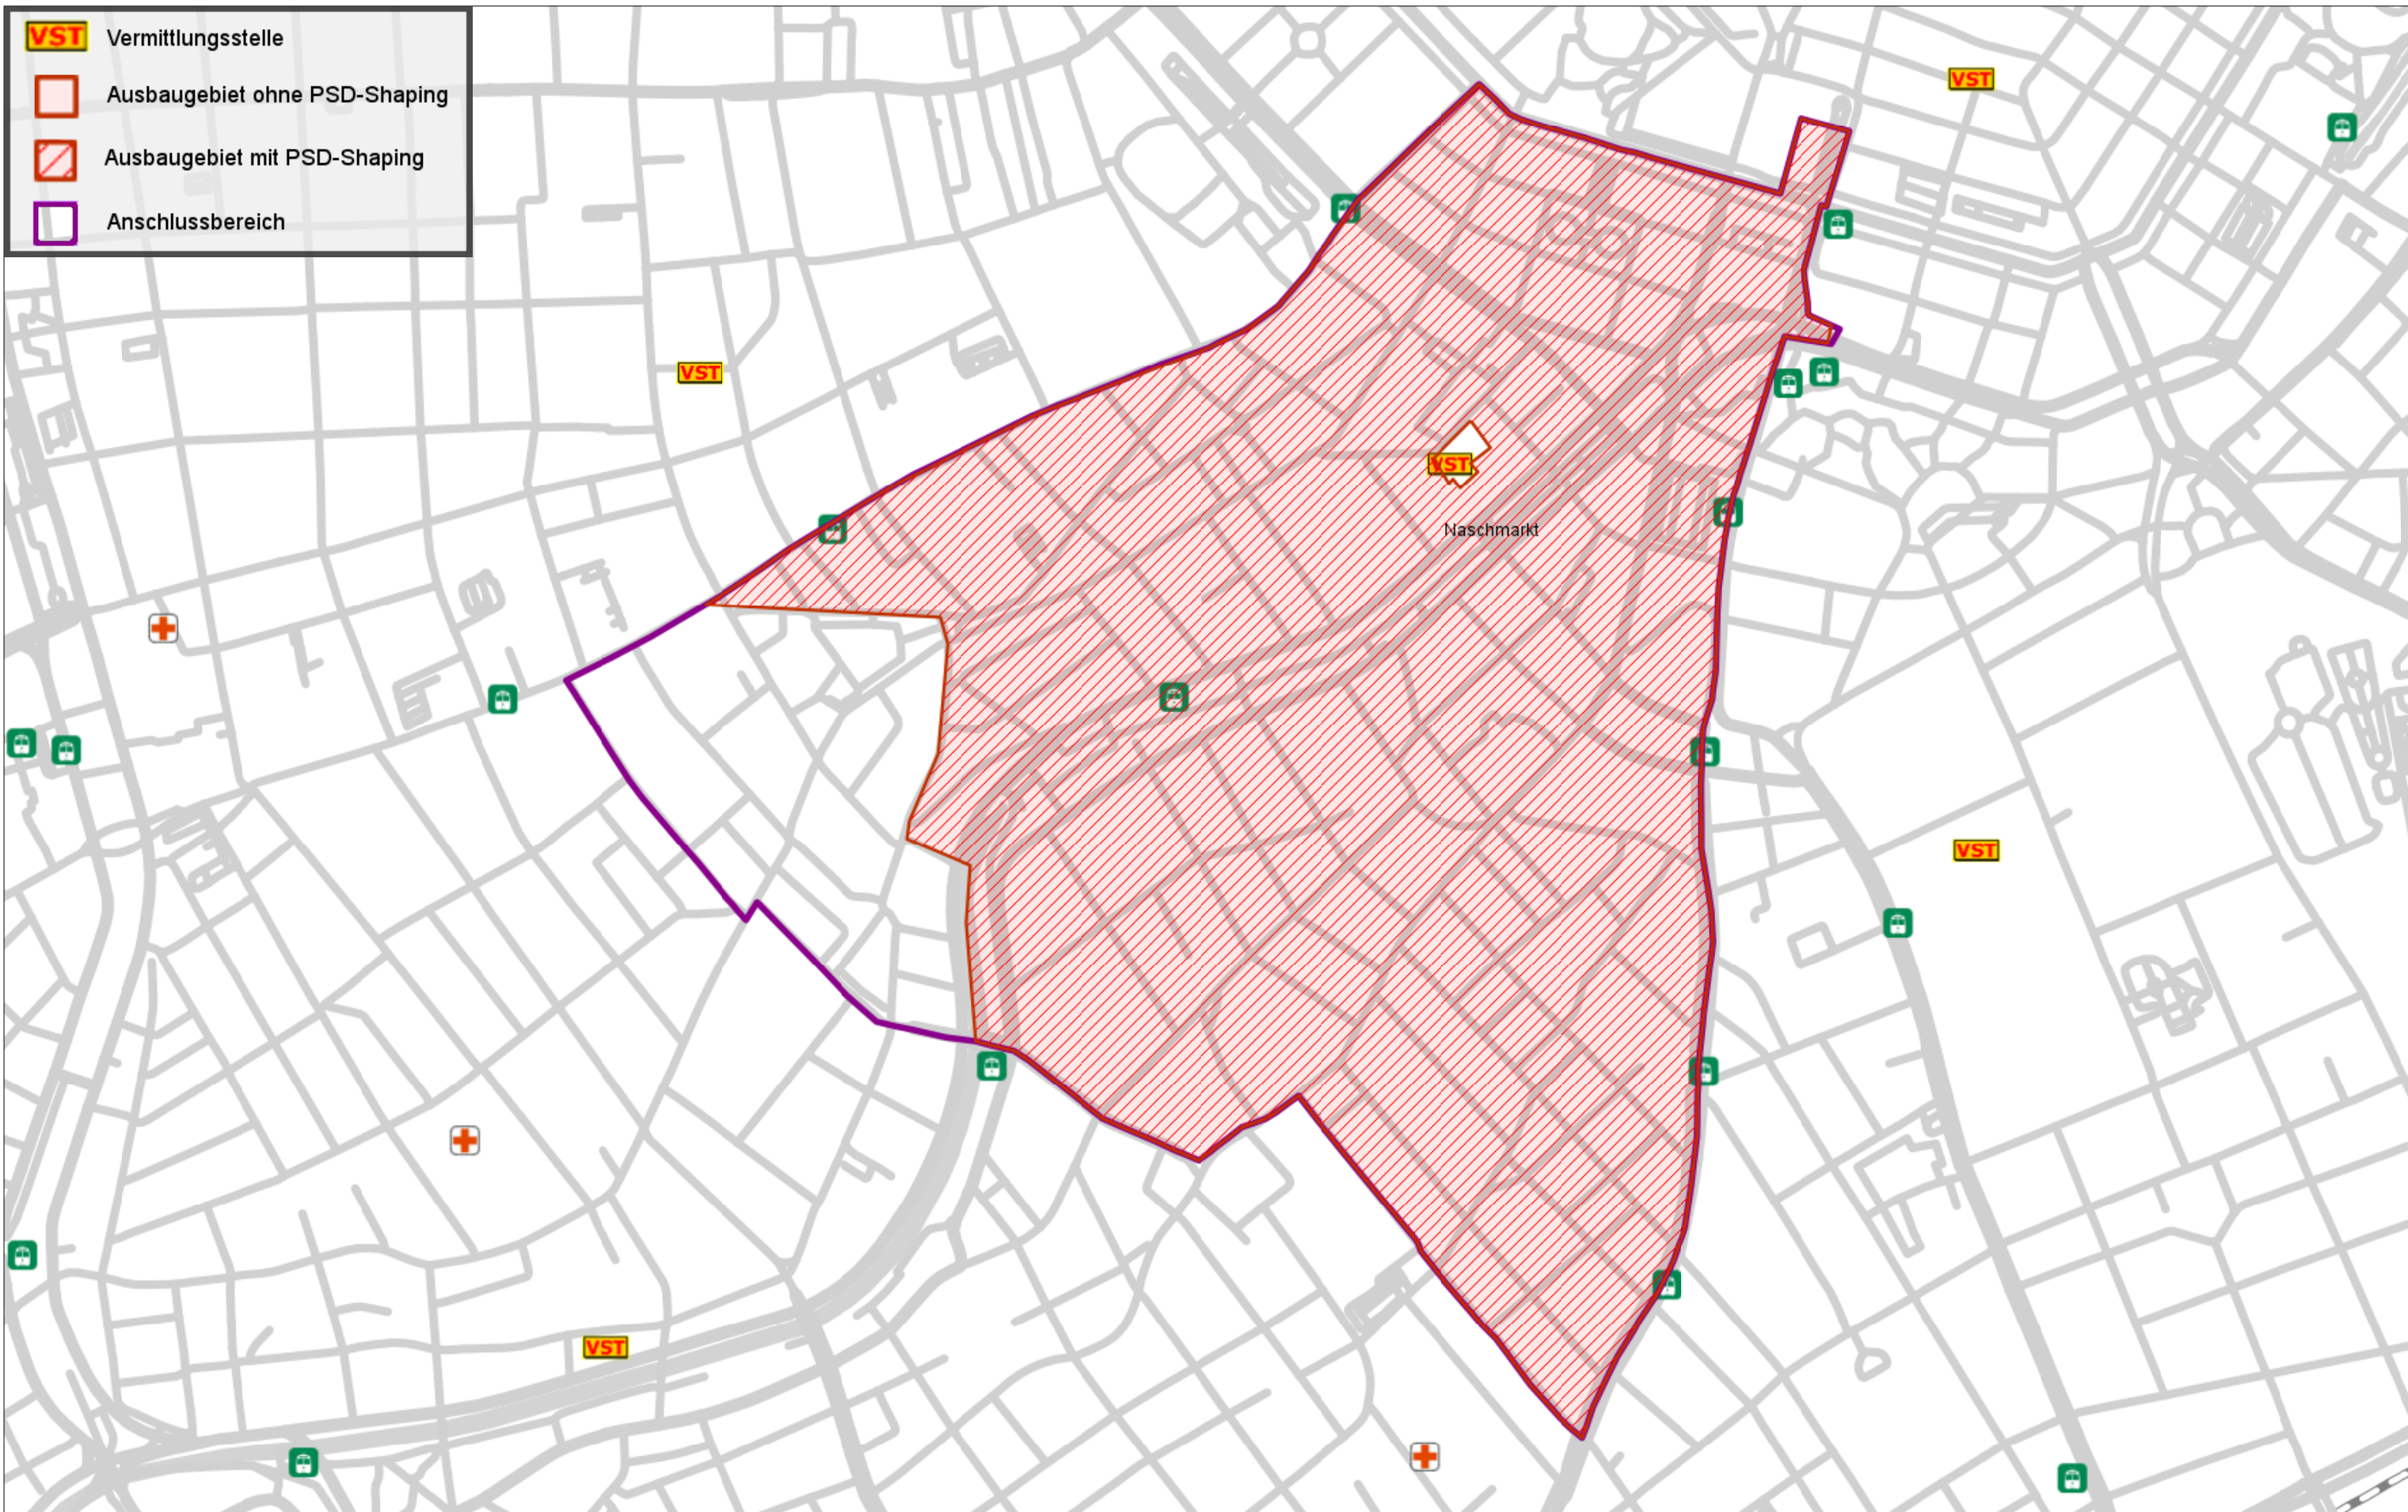 VST Vermittlungsstelle
Ausbaugebiet ohne PSD-Shaping
Ausbaugebiet mit PSD-Shaping
Anschlussbereich
VST
VST
VST
Naschmarkt
VST
VST